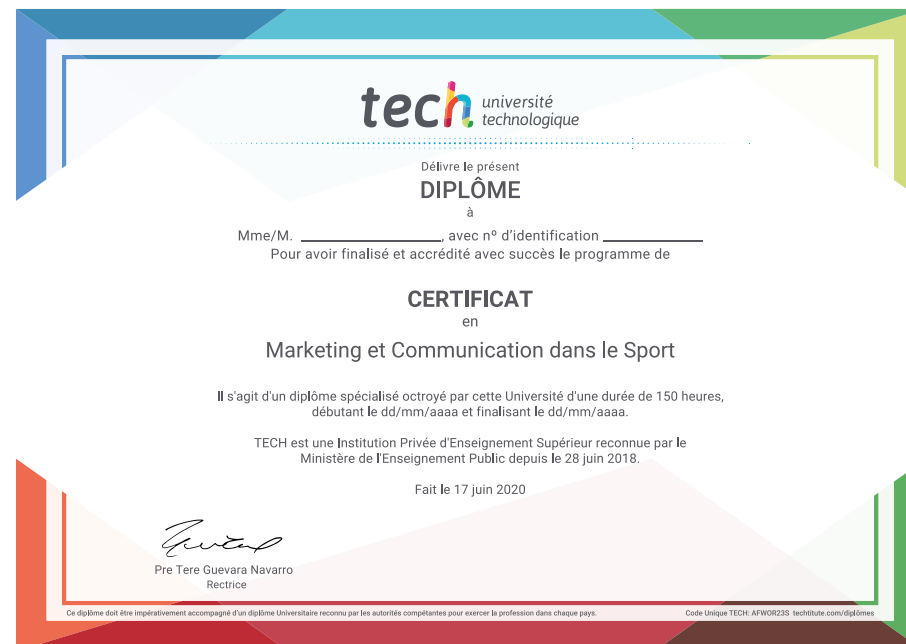 tech université
technologique
Délivre le présent
DIPLÔME
à
Mme/M. ____________, avec nº d'identification ____________
Pour avoir finalisé et accrédité avec succès le programme de
CERTIFICAT
en
Marketing et Communication dans le Sport
Il s'agit d'un diplôme spécialisé octroyé par cette Université d'une durée de 150 heures,
débutant le dd/mm/aaaa et finalisant le dd/mm/aaaa.
TECH est une Institution Privée d'Enseignement Supérieur reconnue par le
Ministère de l'Enseignement Public depuis le 28 juin 2018.
Fait le 17 juin 2020
Pre Tere Guevara Navarro
Rectrice
Ce diplôme doit être impérativement accompagné d'un diplôme Universitaire reconnu par les autorités compétantes pour exercer la profession dans chaque pays.
Code Unique TECH: AFWOR23S techtitute.com/diplômes